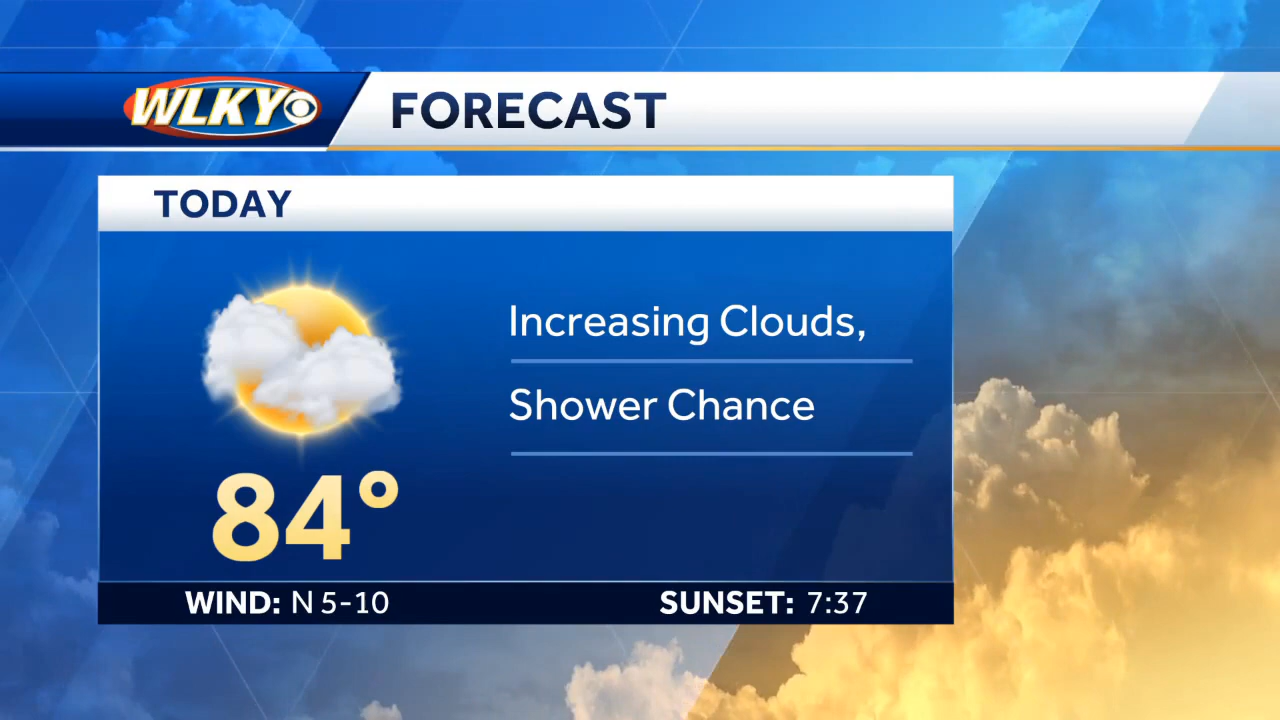 WLKY
FORECAST
TODAY
Increasing Clouds,
Shower Chance
84°
WIND: N 5-10
SUNSET: 7:37